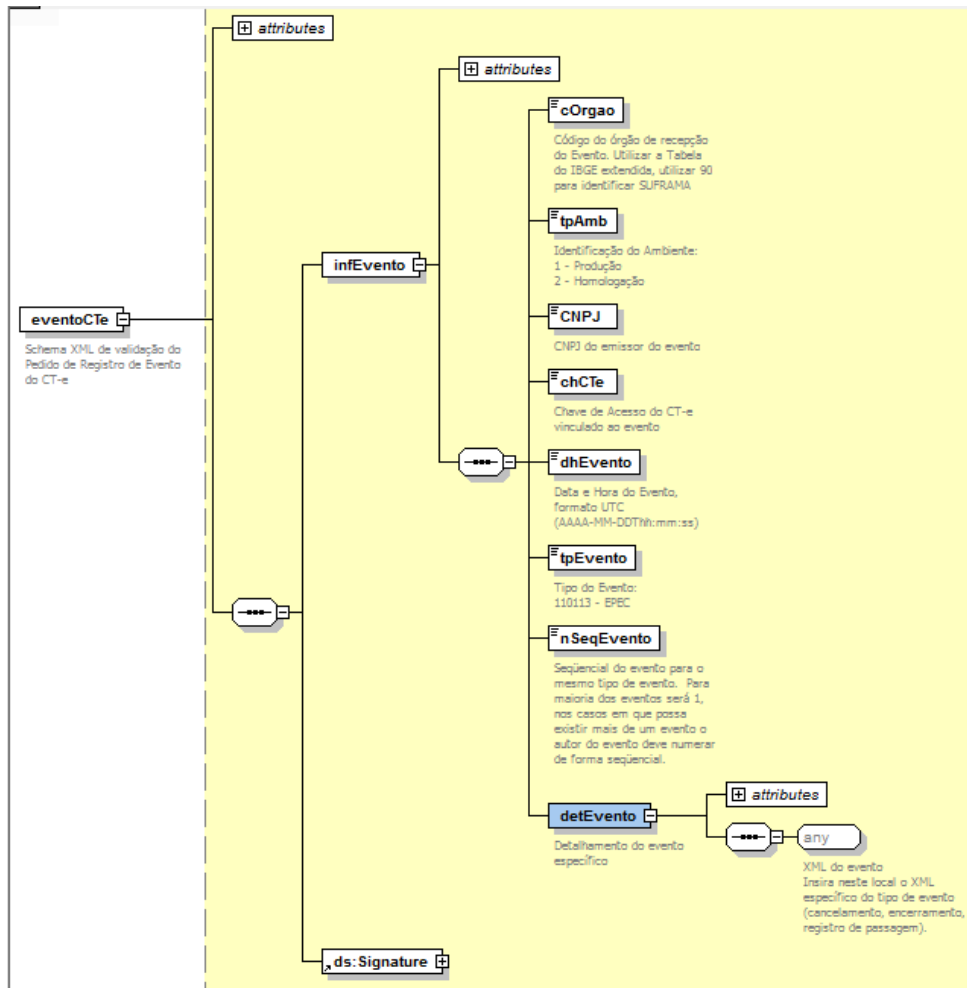 attributes
attributes
cOrgao
Código do órgão de recepção
do Evento. Utilizar a Tabela
do IBGE extendida, utilizar 90
para identificar SUFRAMA
tpAmb
Identificação do Ambiente:
1 - Produção
2 - Homologação
infEvento
CNPJ
CNPJ do emissor do evento
eventoCTe
Schema XML de validação do
Pedido de Registro de Evento
do CT-e
chCTe
Chave de Acesso do CT-e
vinculado ao evento
dhEvento
Data e Hora do Evento,
formato UTC
(AAAA-MM-DDThh:mm:ss)
tpEvento
Tipo do Evento:
110113 - EPEC
nSeqEvento
Seqüencial do evento para o
mesmo tipo de evento. Para
maioria dos eventos será 1,
nos casos em que possa
existir mais de um evento o
autor do evento deve numerar
de forma seqüencial.
attributes
detEvento
Detalhamento do evento
específico
any
XML do evento
Insira neste local o XML
específico do tipo de evento
(cancelamento, encerramento,
registro de passagem).
ds:Signature